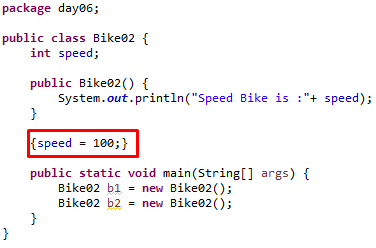 package day06;
public class Bike02 {
int speed;
public Bike02() {
System.out.println("Speed Bike is :"+ speed);
}
{speed = 100;}
public static void main(String[] args) {
Bike02 b1 = new Bike02();
Bike02 b2 = new Bike02();
}
}